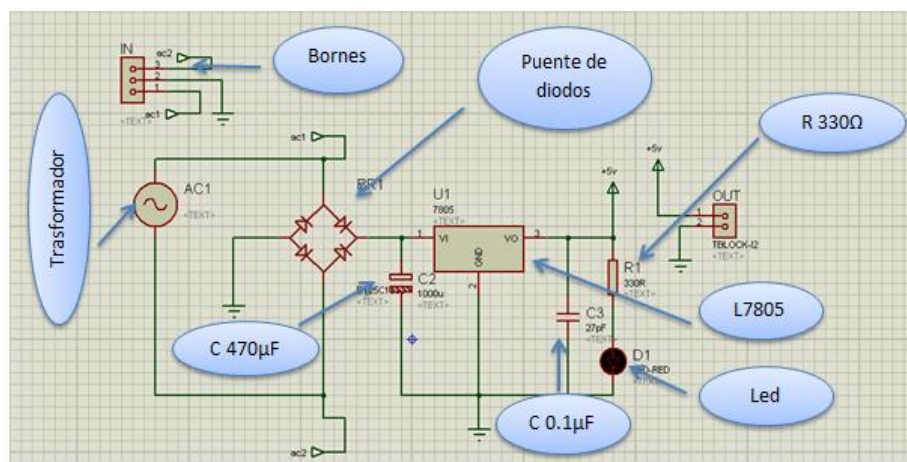 IN
ac2
3
2
1
ac1
<TEXT>
Bornes
Puente de
diodos
R 330Ω
Trasformador
AC1
<TEXT>
ac1
U1
7805
<TEXT>
1
VI
VO
3
GND
2
+5v
+5v
OUT
1
2
TBLOCK-I2
<TEXT>
R1
330R
<TEXT>
C2
1000u
<TEXT>
C 470µF
C3
27pF
<TEXT>
L7805
D1
<TEXT>
Led
C 0.1µF
ac2